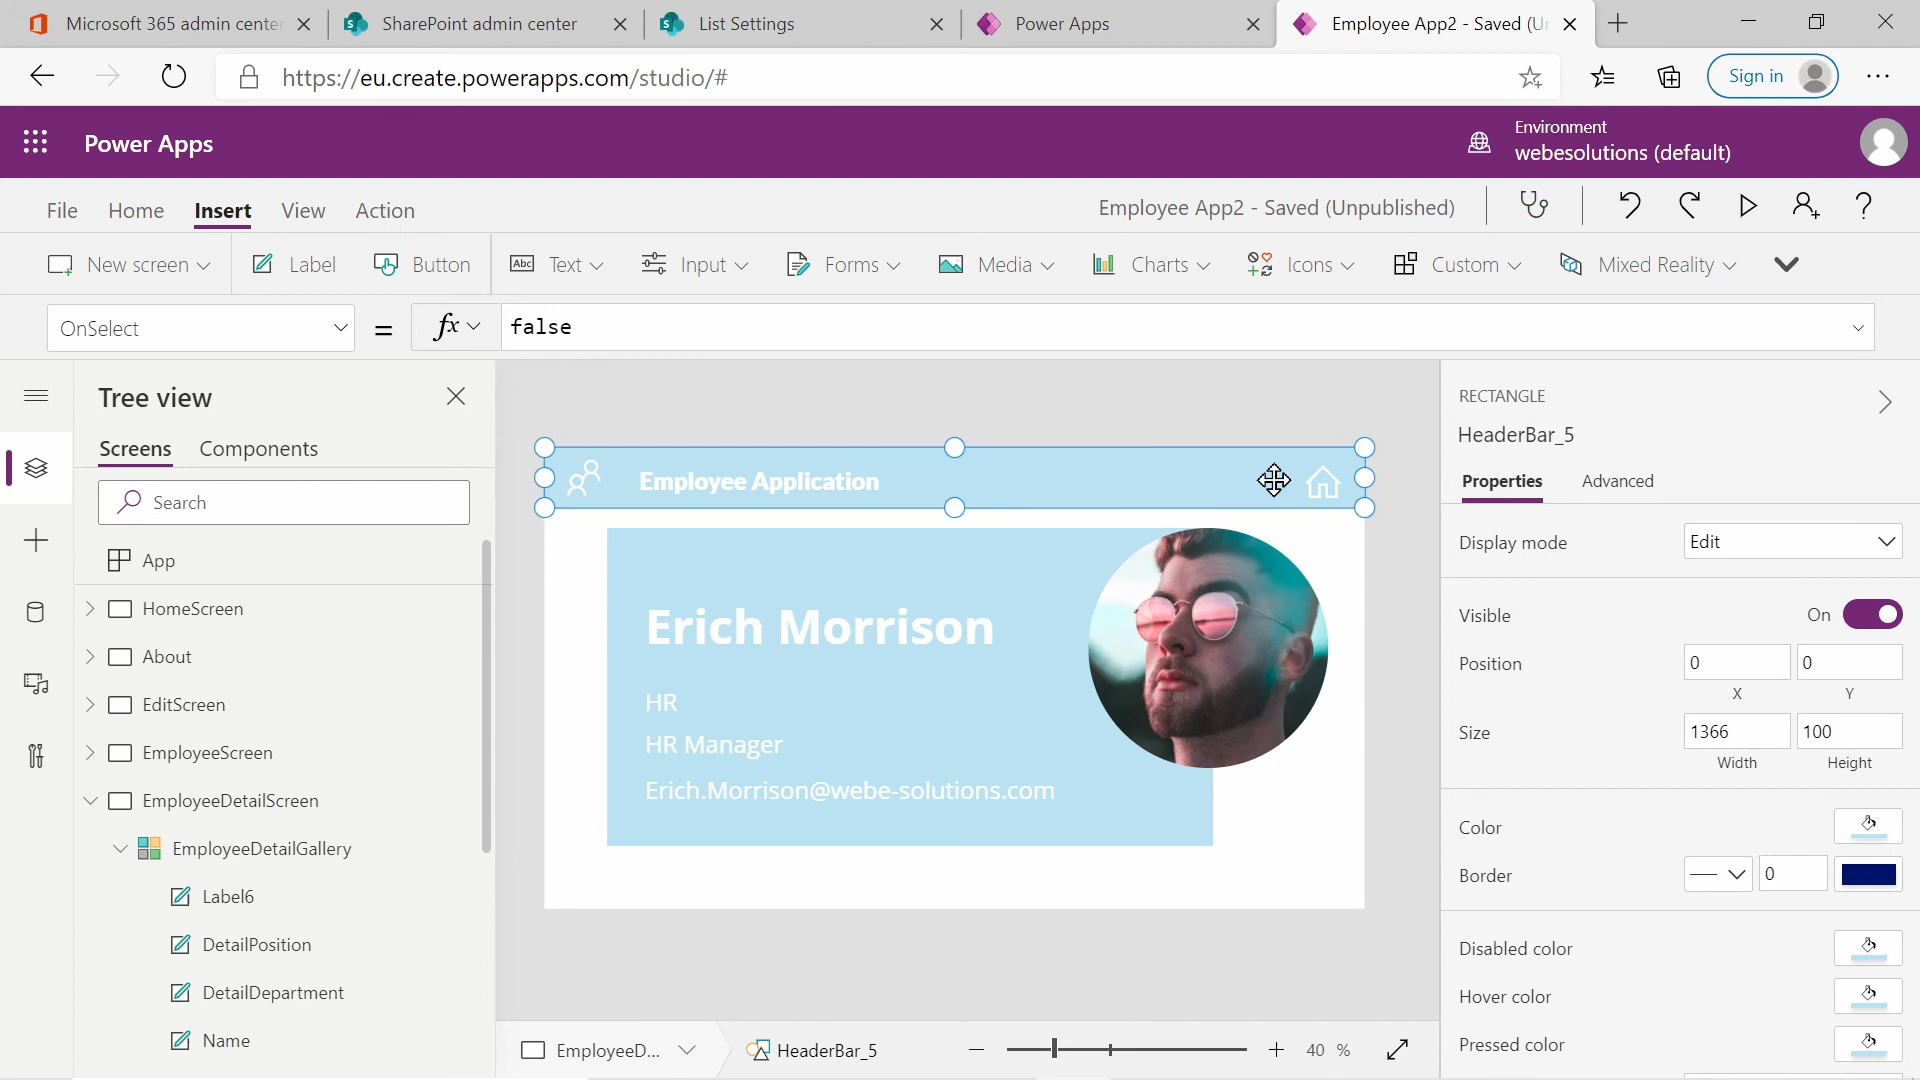 Microsoft 365 admin center
SharePoint admin center
List Settings
Power Apps
Employee App2 - Saved (Un
https://eu.create.powerapps.com/studio/#
Sign in
Power Apps
Environment
webesolutions (default)
File Home Insert View Action
Employee App2 - Saved (Unpublished)
New screen Label Button Abc Text Input Forms Media Charts Icons Custom Mixed Reality
OnSelect = fx false
Tree view
Screens Components
Search
App
HomeScreen
About
EditScreen
EmployeeScreen
EmployeeDetailScreen
EmployeeDetailGallery
Label6
DetailPosition
DetailDepartment
Name
Employee Application
Erich Morrison
HR
HR Manager
Erich.Morrison@webe-solutions.com
EmployeeD... HeaderBar_5 40 %
RECTANGLE
HeaderBar_5
Properties Advanced
Display mode Edit
Visible On
Position 0 0
X Y
Size 1366 100
Width Height
Color
Border 0
Disabled color
Hover color
Pressed color